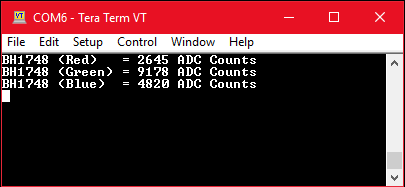 COM6 - Tera Term VT
File Edit Setup Control Window Help
BH1748 (Red)   = 2645 ADC Counts
BH1748 (Green) = 9178 ADC Counts
BH1748 (Blue)  = 4820 ADC Counts